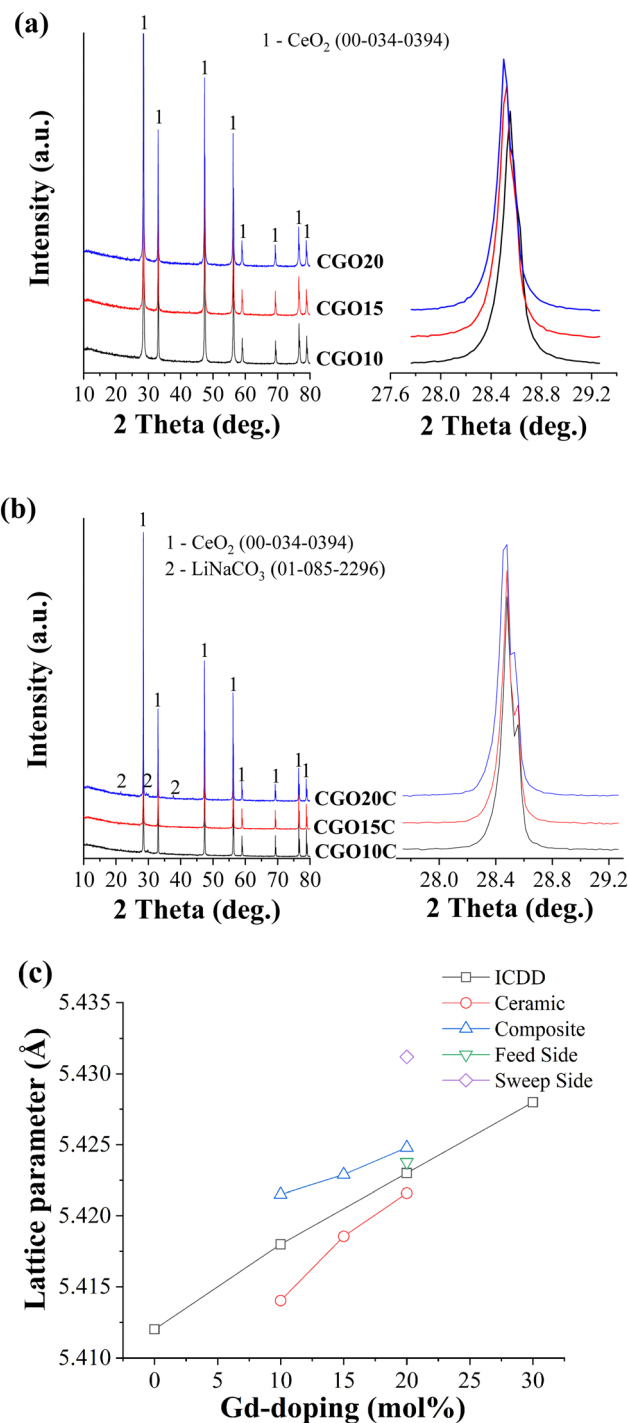 (a)
1 - CeO₂ (00-034-0394)
1
1
1
1
1
1
1
1
Intensity (a.u.)
CGO20
CGO15
CGO10
10 20 30 40 50 60 70 80
2 Theta (deg.)
27.6 28.0 28.4 28.8 29.2
2 Theta (deg.)
(b)
1
1 - CeO₂ (00-034-0394)
2 - LiNaCO₃ (01-085-2296)
1
1
1
1
1
1
1
2 2 2
Intensity (a.u.)
CGO20C
CGO15C
CGO10C
10 20 30 40 50 60 70 80
2 Theta (deg.)
28.0 28.4 28.8 29.2
2 Theta (deg.)
(c)
ICDD
Ceramic
Composite
Feed Side
Sweep Side
Lattice parameter (Å)
5.435
5.430
5.425
5.420
5.415
5.410
0 5 10 15 20 25 30
Gd-doping (mol%)